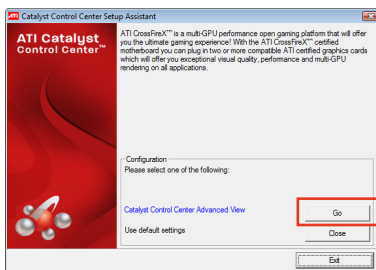 ATI Catalyst Control Center Setup Assistant
ATI Catalyst
Control Center™
ATI CrossFireX™ is a multi-GPU performance open gaming platform that will offer
you the ultimate gaming experience! With the ATI CrossFireX™ certified
motherboard you can plug in two or more compatible ATI certified graphics cards
which will offer you exceptional visual quality, performance and multi-GPU
rendering on all applications.
Configuration
Please select one of the following:
Catalyst Control Center Advanced View
Go
Use default settings
Close
Exit